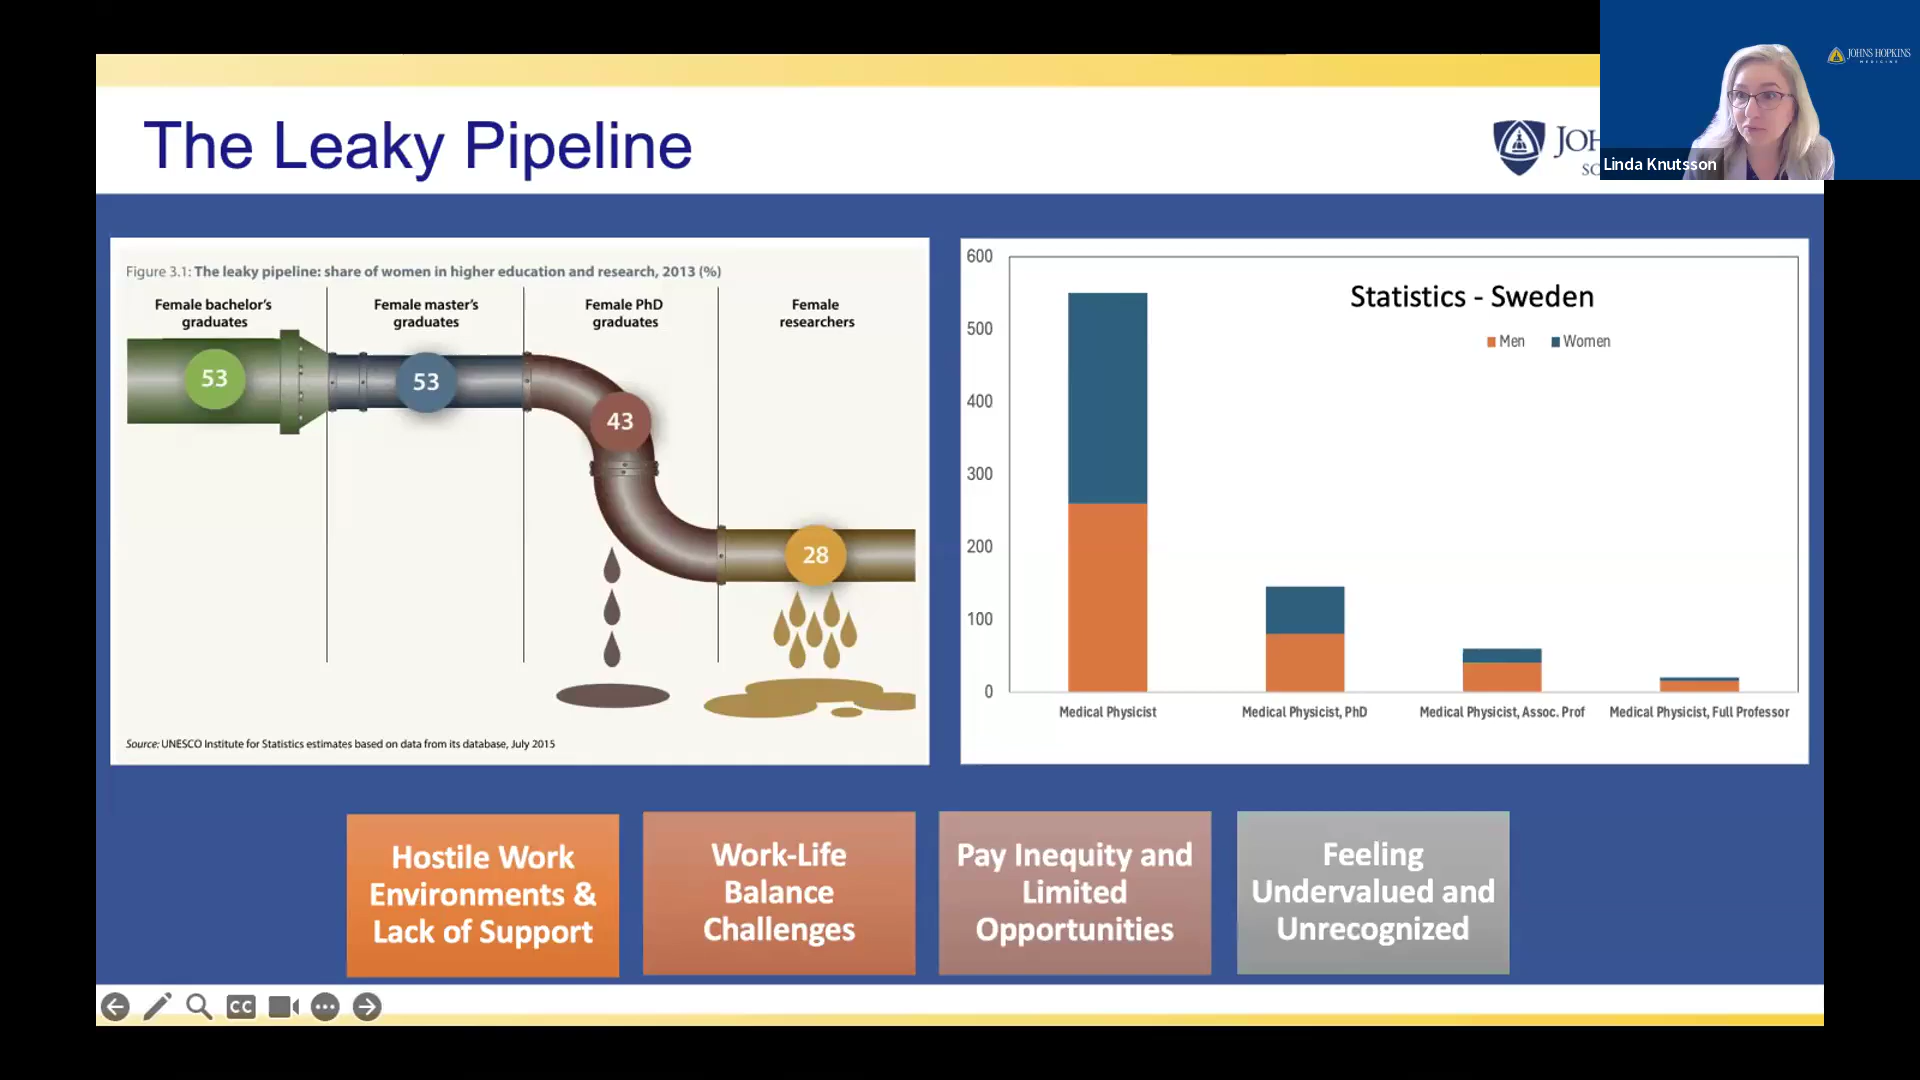 JOHNS HOPKINS
MEDICINE
Linda Knutsson
The Leaky Pipeline
Figure 3.1: The leaky pipeline: share of women in higher education and research, 2013 (%)
Female bachelor's
graduates
Female master's
graduates
Female PhD
graduates
Female
researchers
53
53
43
28
Source: UNESCO Institute for Statistics estimates based on data from its database, July 2015
Statistics - Sweden
Men Women
600
500
400
300
200
100
0
Medical Physicist
Medical Physicist, PhD
Medical Physicist, Assoc. Prof
Medical Physicist, Full Professor
Hostile Work
Environments &
Lack of Support
Work-Life
Balance
Challenges
Pay Inequity and
Limited
Opportunities
Feeling
Undervalued and
Unrecognized
CC